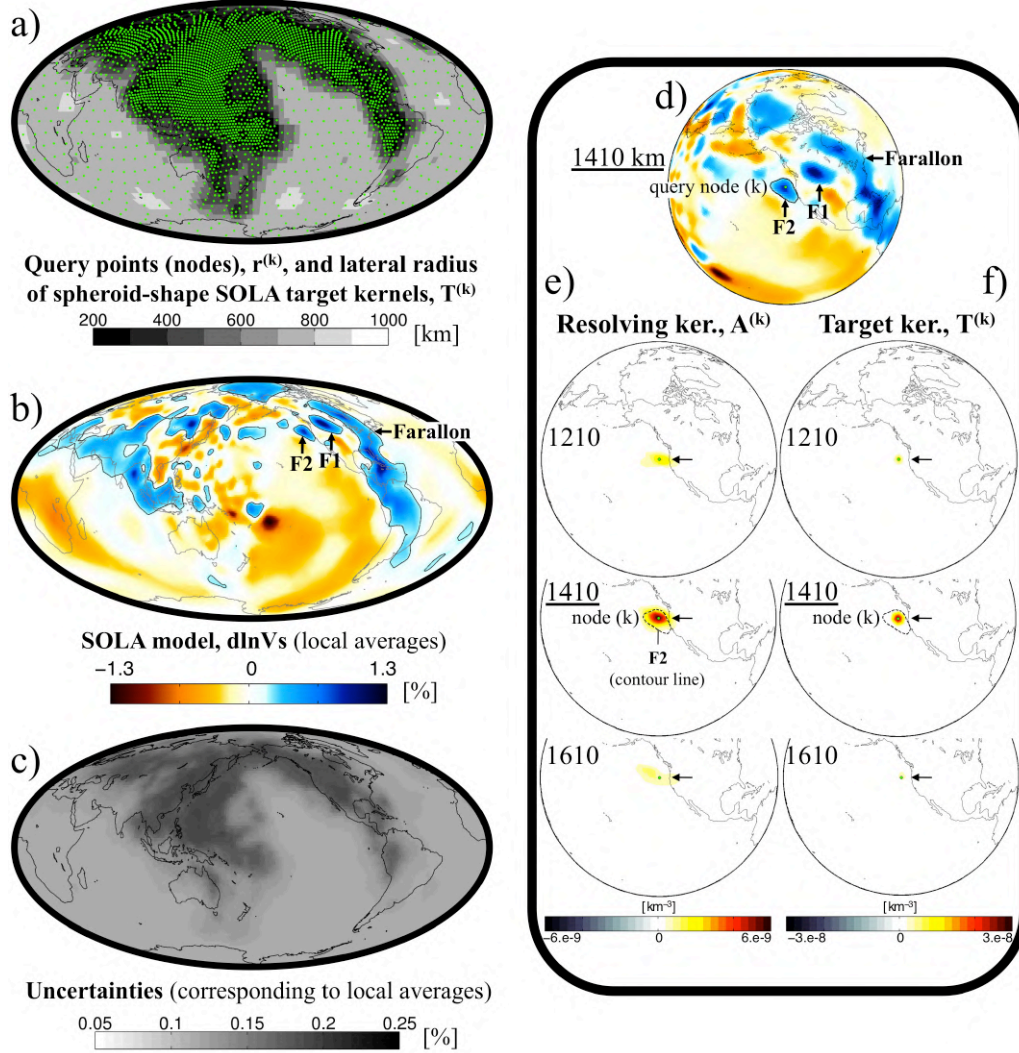 a)
Query points (nodes), r(k), and lateral radius
of spheroid-shape SOLA target kernels, T(k)
200 400 600 800 1000
[km]
b)
Farallon
F2
F1
SOLA model, dlnVs (local averages)
−1.3 0 1.3
[%]
c)
Uncertainties (corresponding to local averages)
0.05 0.1 0.15 0.2 0.25
[%]
d)
1410 km
Farallon
query node (k)
F1
F2
e)
f)
Resolving ker., A(k)
Target ker., T(k)
1210
1210
1410
1410
node (k)
node (k)
F2
(contour line)
1610
1610
[km−3]
[km−3]
−6.e-9 0 6.e-9
−3.e-8 0 3.e-8